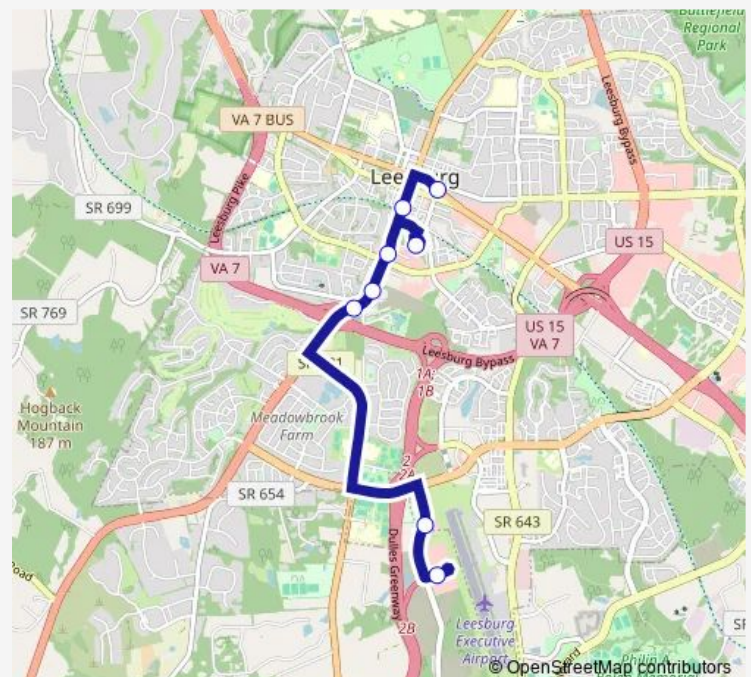 Battlefield
Regional
Park
Leesburg Bypass
VA 7 BUS
Leesburg Pike
SR 699
US 15
VA 7
SR 769
US 15
VA 7
Leesburg Bypass
1A;
1B
Hogback
Mountain
187 m
Meadowbrook
Farm
2
2A
SR 654
SR 643
Dulles Greenway
Leesburg
Executive
Airport
2B
© OpenStreetMap contributors